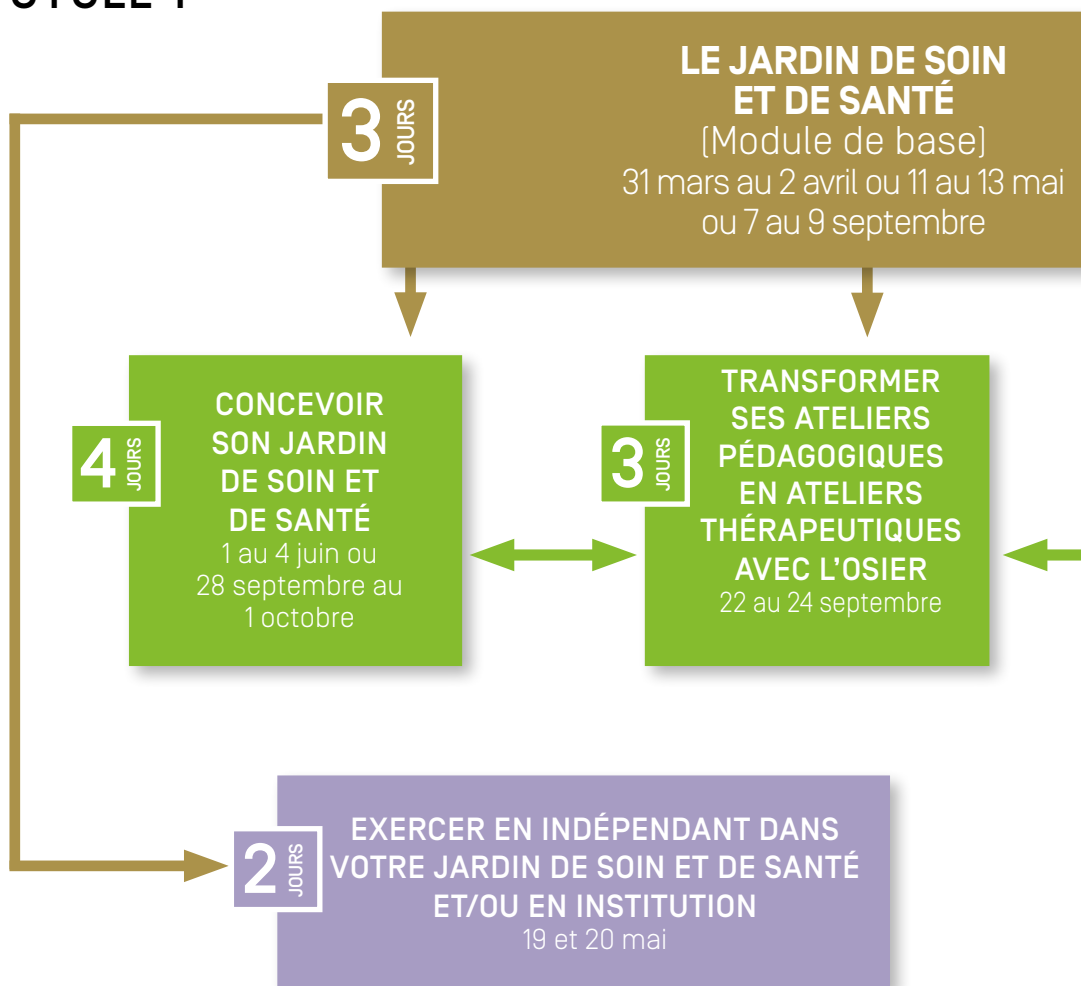 LE JARDIN DE SOIN
ET DE SANTÉ
(Module de base)
31 mars au 2 avril ou 11 au 13 mai
ou 7 au 9 septembre
3
JOURS
CONCEVOIR
SON JARDIN
DE SOIN ET
DE SANTÉ
1 au 4 juin ou
28 septembre au
1 octobre
4
JOURS
TRANSFORMER
SES ATELIERS
PÉDAGOGIQUES
EN ATELIERS
THÉRAPEUTIQUES
AVEC L'OSIER
22 au 24 septembre
3
JOURS
EXERCER EN INDÉPENDANT DANS
VOTRE JARDIN DE SOIN ET DE SANTÉ
ET/OU EN INSTITUTION
19 et 20 mai
2
JOURS